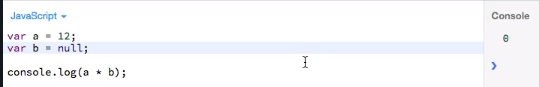 JavaScript
var a = 12;
var b = null;
console.log(a * b);
Console
0